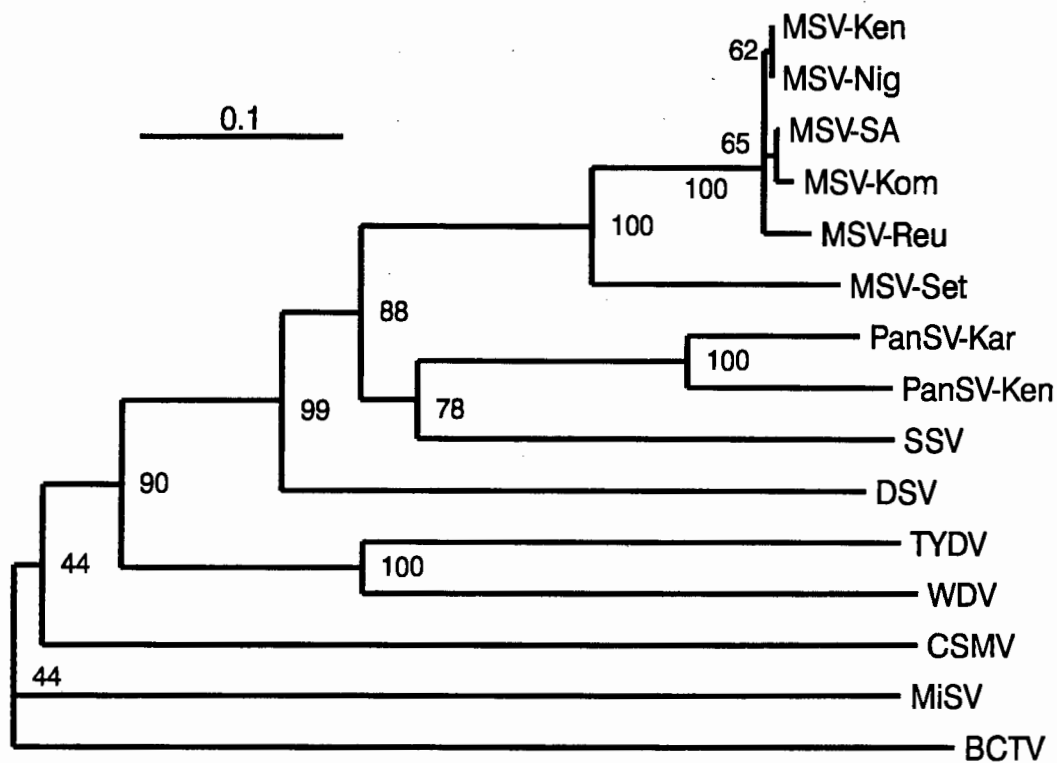 MSV-Ken
62
MSV-Nig
0.1
MSV-SA
65
MSV-Kom
100
100
MSV-Reu
MSV-Set
88
PanSV-Kar
100
PanSV-Ken
99
78
SSV
90
DSV
TYDV
44
100
WDV
CSMV
44
MiSV
BCTV